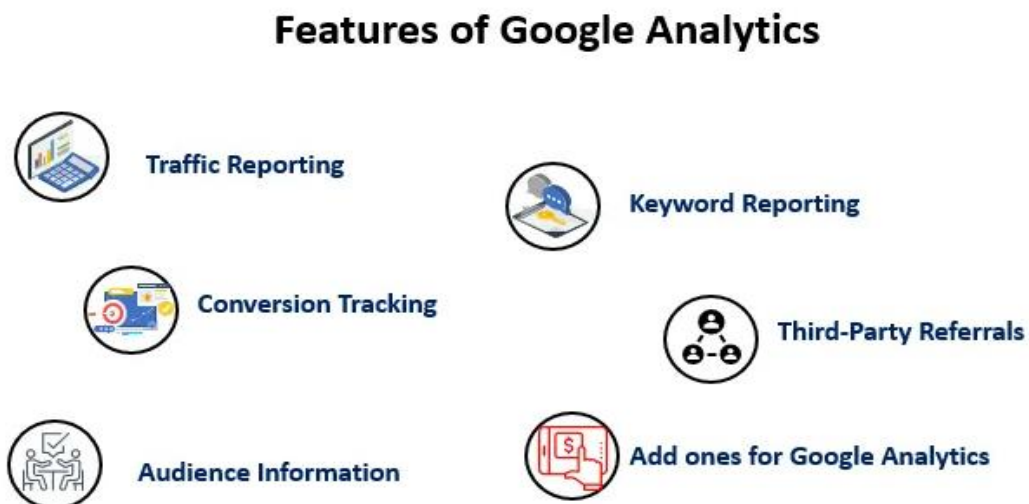 Features of Google Analytics
Traffic Reporting
Keyword Reporting
Conversion Tracking
Third-Party Referrals
Audience Information
Add ones for Google Analytics